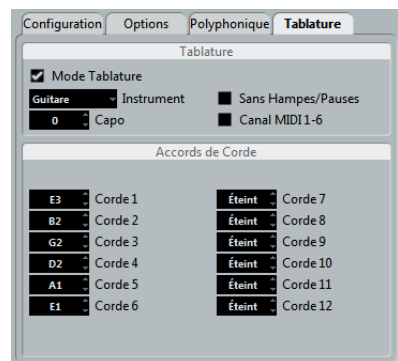 Configuration Options Polyphonique Tablature
Tablature
Mode Tablature
Guitare Instrument Sans Hampes/Pauses
0 Capo Canal MIDI 1-6
Accords de Corde
E3 Corde 1 Éteint Corde 7
B2 Corde 2 Éteint Corde 8
G2 Corde 3 Éteint Corde 9
D2 Corde 4 Éteint Corde 10
A1 Corde 5 Éteint Corde 11
E1 Corde 6 Éteint Corde 12